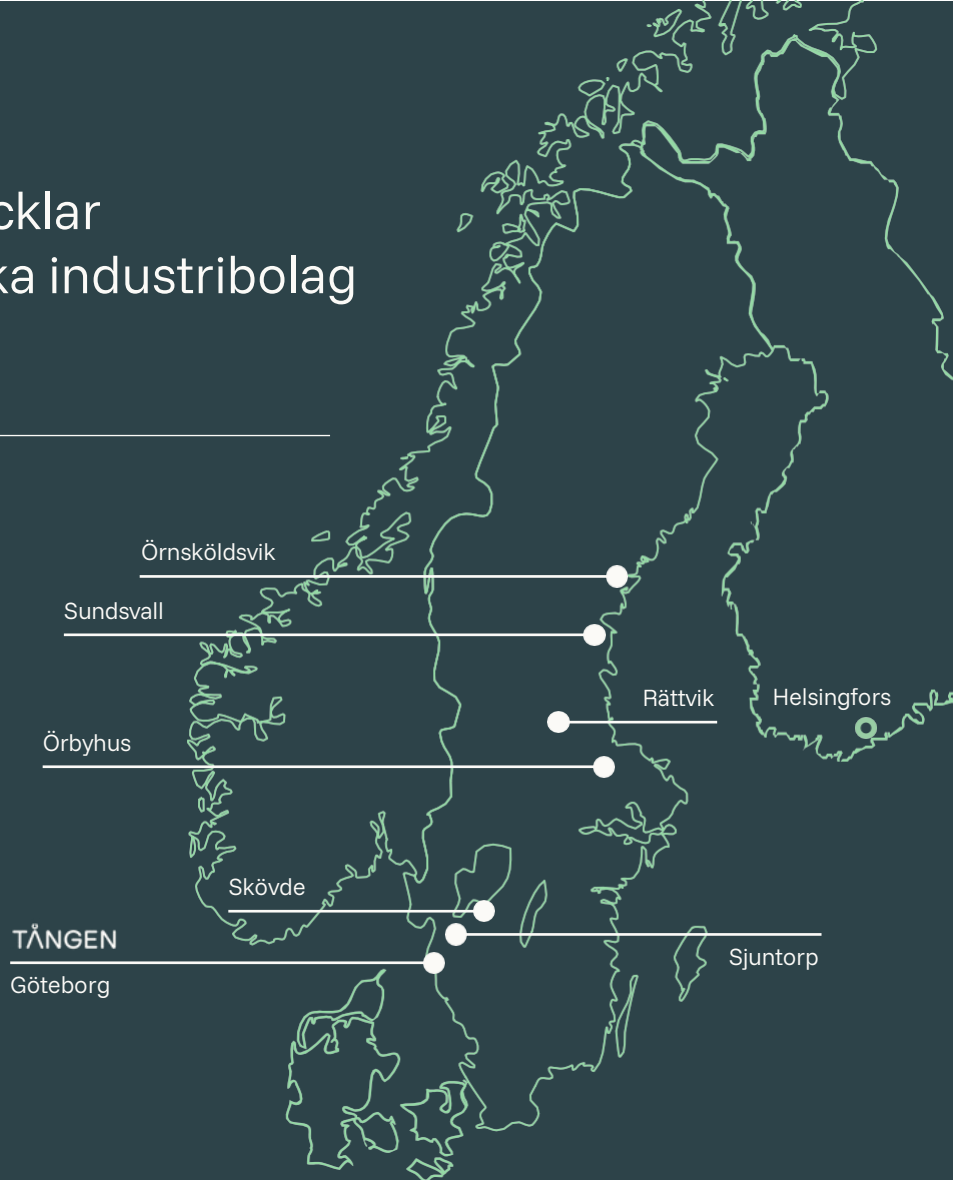 cklar
ka industribolag
Örnsköldsvik
Sundsvall
Rättvik
Helsingfors
Örbyhus
Skövde
TÅNGEN
Sjuntorp
Göteborg